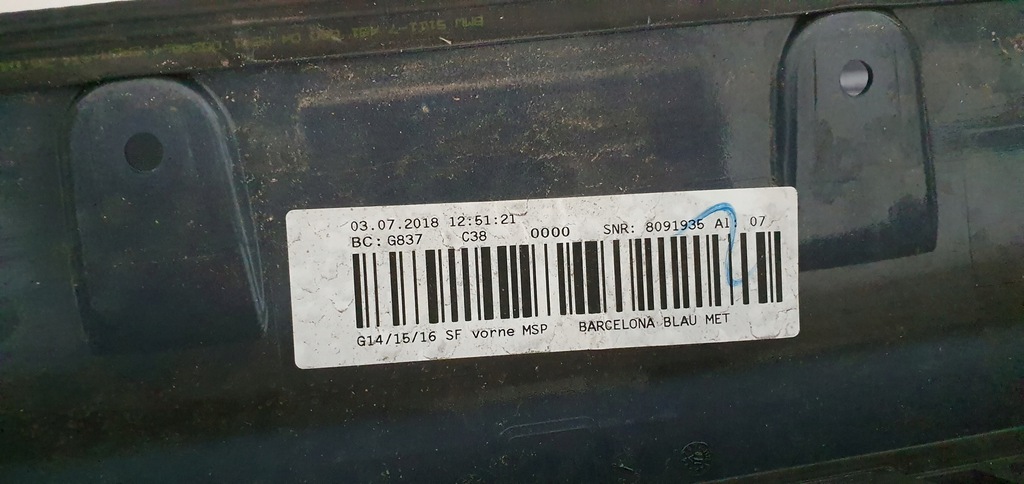 03.07.2018 12:51:21
BC: G837 C38 0000 SNR: 8091935 AI: 07
G14/15/16 SF vorne MSP BARCELONA BLAU MET